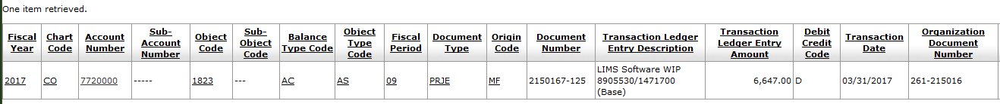 One item retrieved.
Fiscal Year Chart Code Account Number Sub-Account Number Object Code Sub-Object Code Balance Type Code Object Type Code Fiscal Period Document Type Origin Code Document Number Transaction Ledger Entry Description Transaction Ledger Entry Amount Debit Credit Code Transaction Date Organization Document Number
2017 CO 7720000 ----- 1823 --- AC AS 09 PRJE MF 2150167-125 LIMS Software WIP 8905530/1471700 (Base) 6,647.00 D 03/31/2017 261-215016